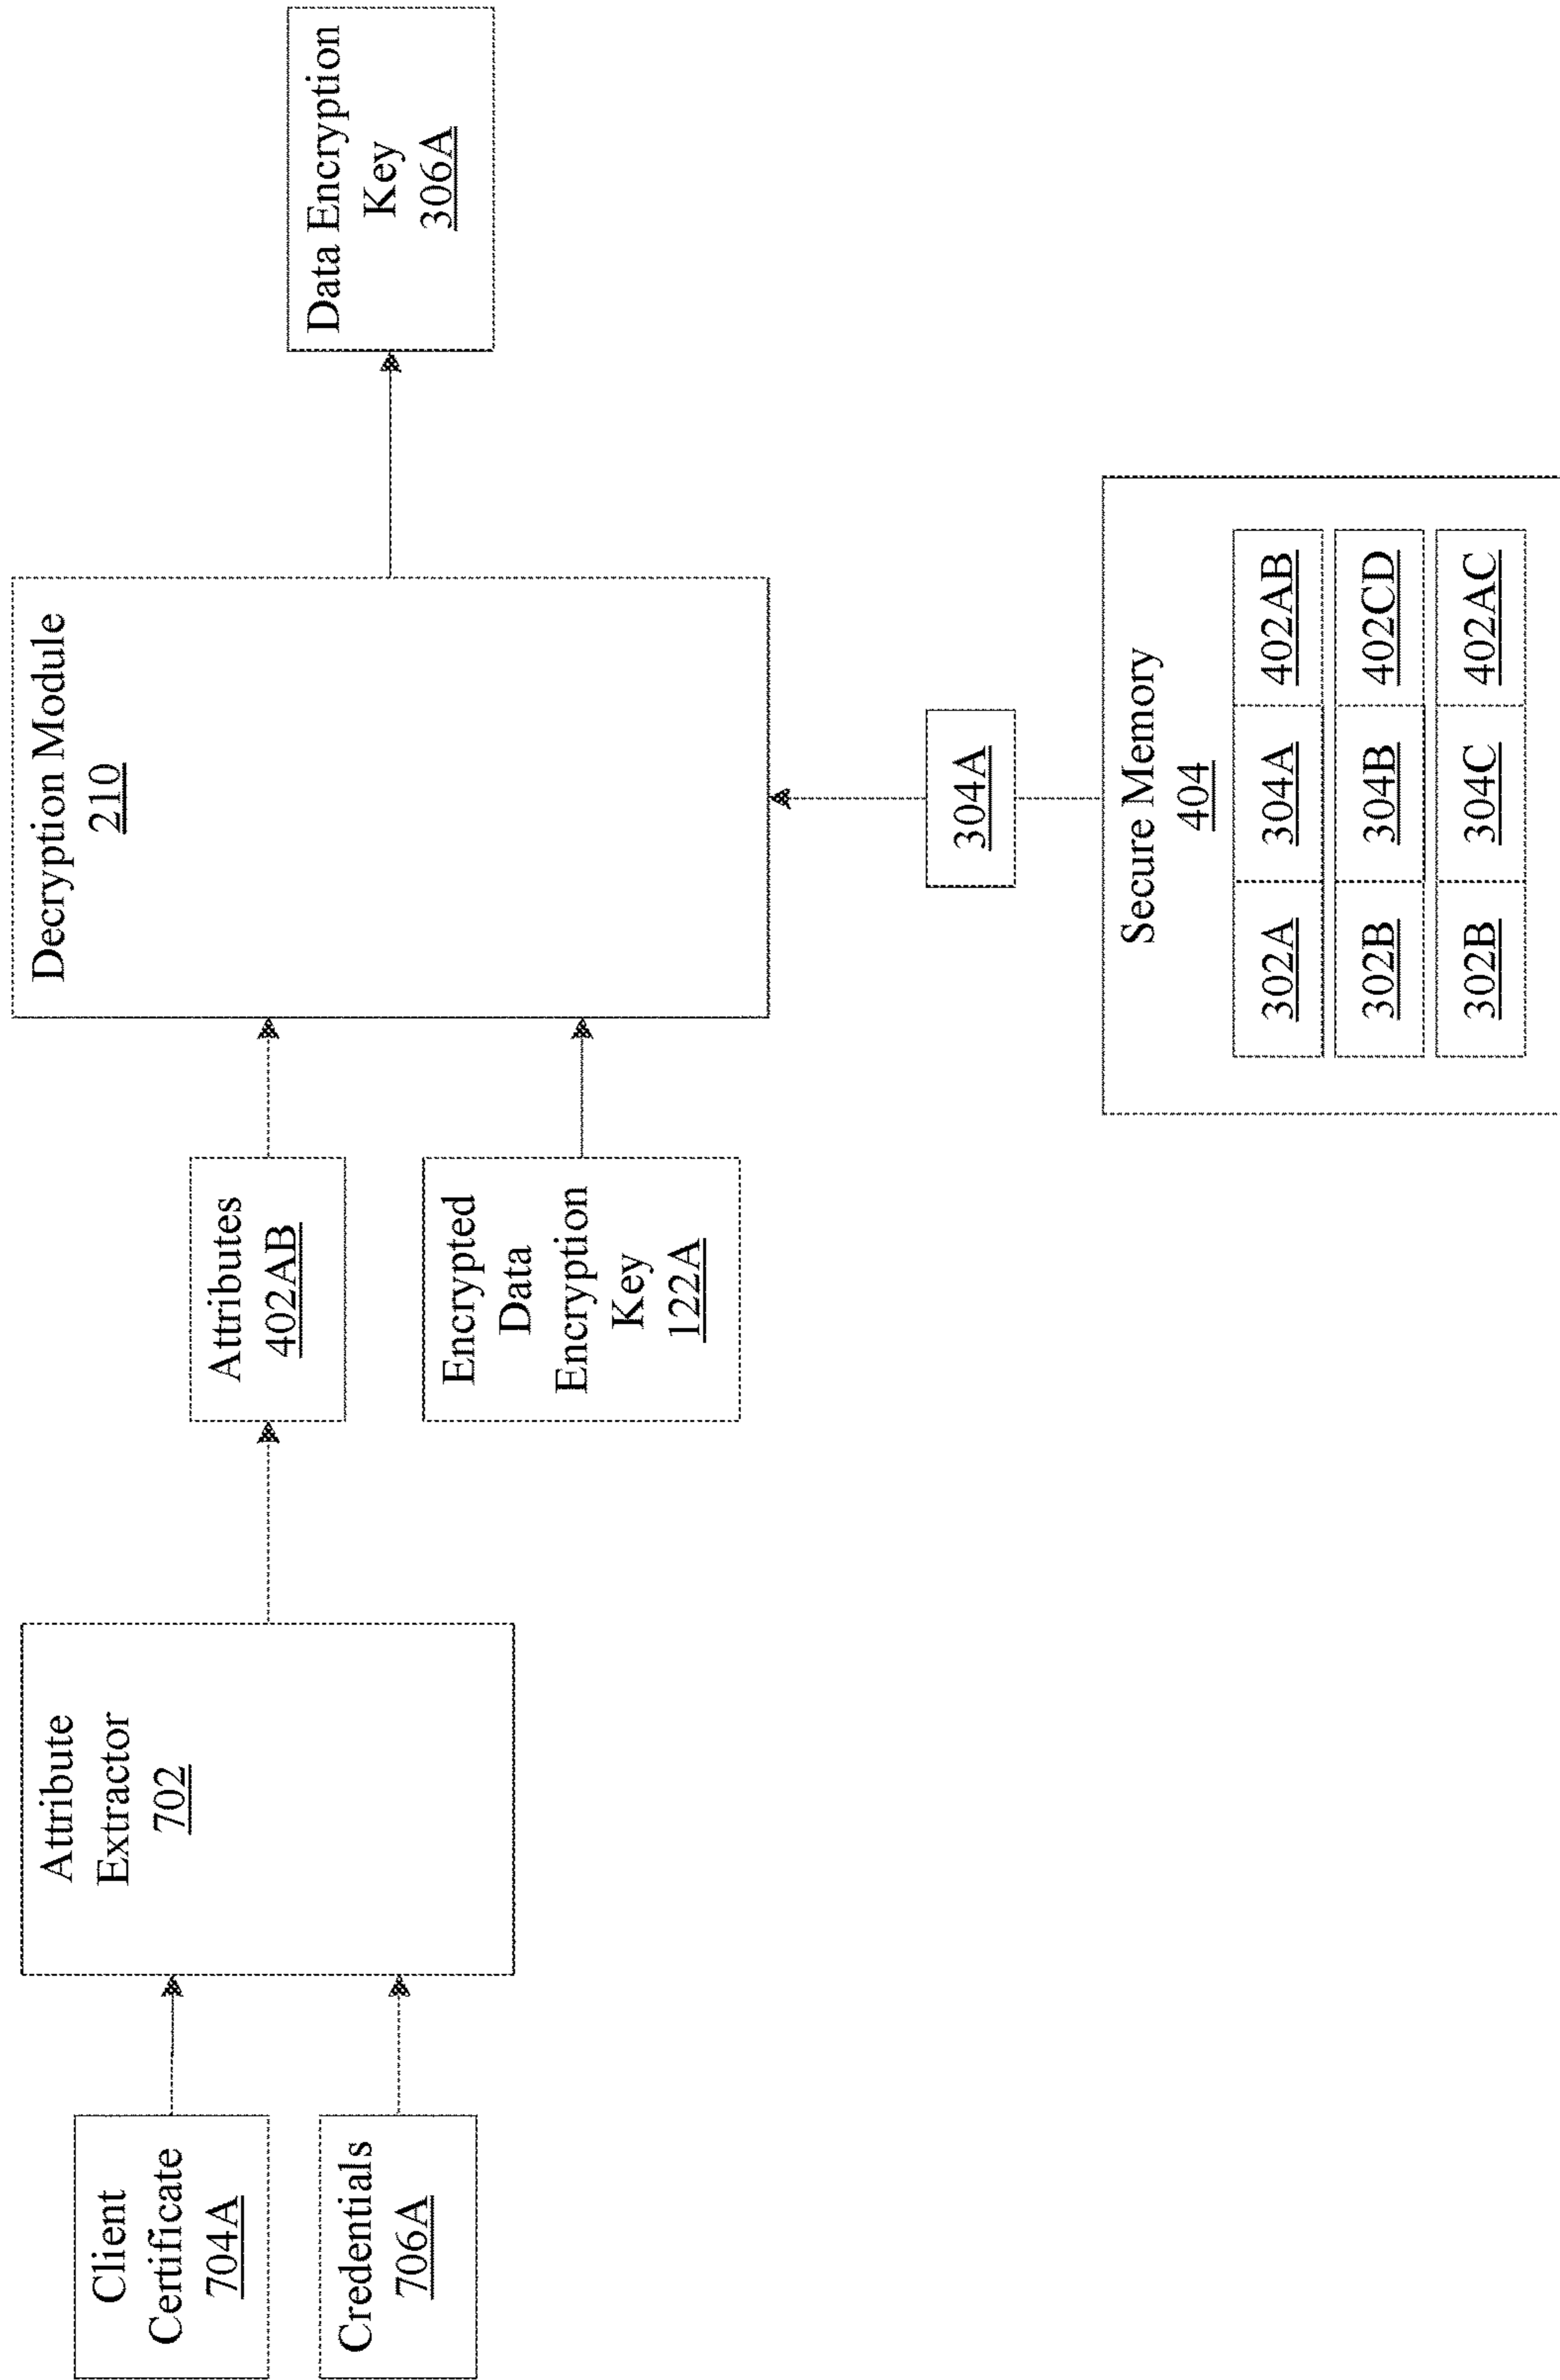 Client
Certificate
704A
Credentials
706A
Attribute
Extractor
702
Attributes
402AB
Encrypted
Data
Encryption
Key
122A
Decryption Module
210
Data Encryption
Key
306A
304A
Secure Memory
404
302A 304A 402AB
302B 304B 402CD
302B 304C 402AC